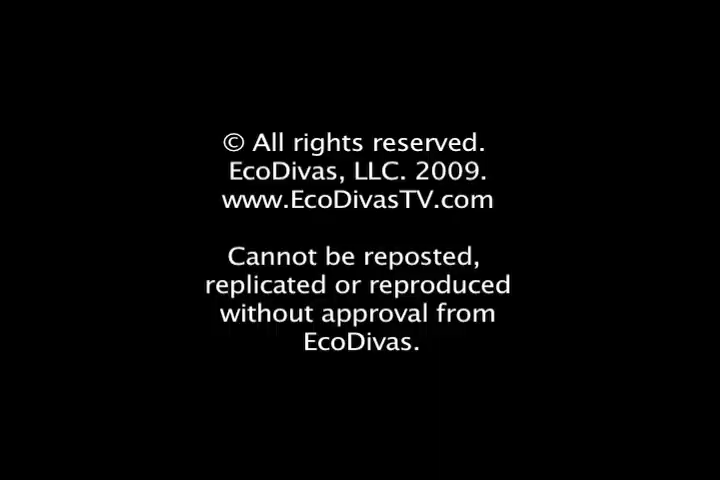 © All rights reserved.
EcoDivas, LLC. 2009.
www.EcoDivasTV.com
Cannot be reposted,
replicated or reproduced
without approval from
EcoDivas.